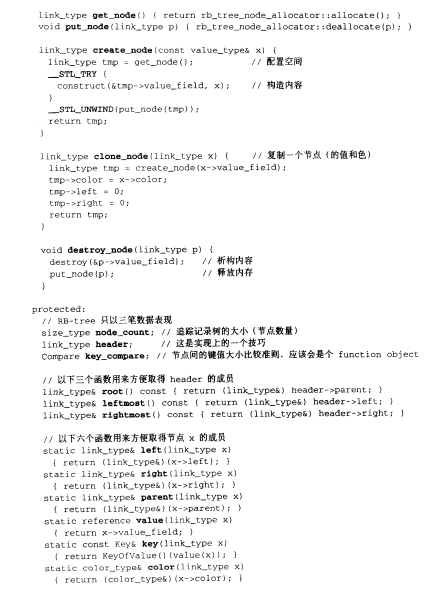 link_type get_node() { return rb_tree_node_allocator::allocate(); }
void put_node(link_type p) { rb_tree_node_allocator::deallocate(p); }
link_type create_node(const value_type& x) {
link_type tmp = get_node(); // 配置空间
__STL_TRY {
construct(&tmp->value_field, x); // 构造内容
}
__STL_UNWIND(put_node(tmp));
return tmp;
}
link_type clone_node(link_type x) { // 复制一个节点（的值和色）
link_type tmp = create_node(x->value_field);
tmp->color = x->color;
tmp->left = 0;
tmp->right = 0;
return tmp;
}
void destroy_node(link_type p) {
destroy(&p->value_field); // 析构内容
put_node(p); // 释放内存
}
protected:
// RB-tree 只以三笔数据表现
size_type node_count; // 追踪记录树的大小（节点数量）
link_type header; // 这是实现上的一个技巧
Compare key_compare; // 节点间的键值大小比较准则．应该会是个 function object
// 以下三个函数用来方便取得 header 的成员
link_type& root() const { return (link_type&) header->parent; }
link_type& leftmost() const { return (link_type&) header->left; }
link_type& rightmost() const { return (link_type&) header->right; }
// 以下六个函数用来方便取得节点 x 的成员
static link_type& left(link_type x)
{ return (link_type&)(x->left); }
static link_type& right(link_type x)
{ return (link_type&)(x->right); }
static link_type& parent(link_type x)
{ return (link_type&)(x->parent); }
static reference value(link_type x)
{ return x->value_field; }
static const Key& key(link_type x)
{ return KeyOfValue()(value(x)); }
static color_type& color(link_type x)
{ return (color_type&)(x->color); }